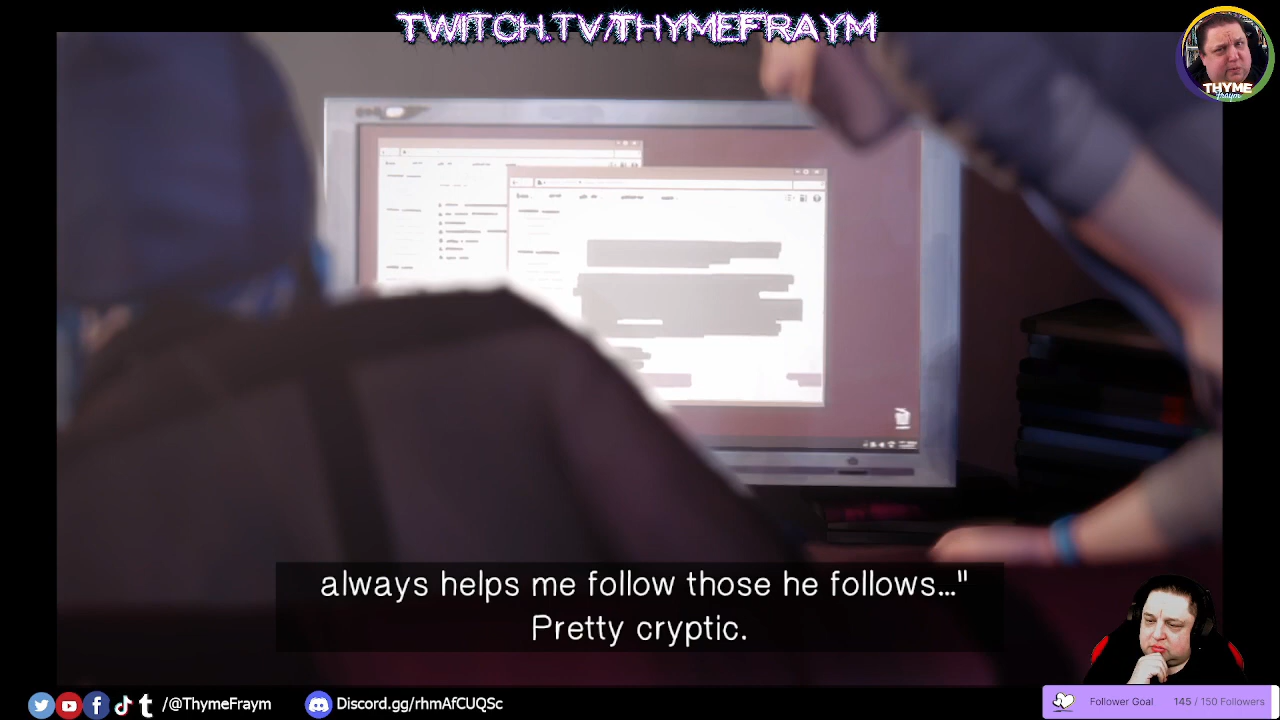 TWITCH.TV/THYMEFRAYM
THYME
fraym
always helps me follow those he follows..."
Pretty cryptic.
/@ThymeFraym
Discord.gg/rhmAfCUQSc
Follower Goal
145 / 150 Followers